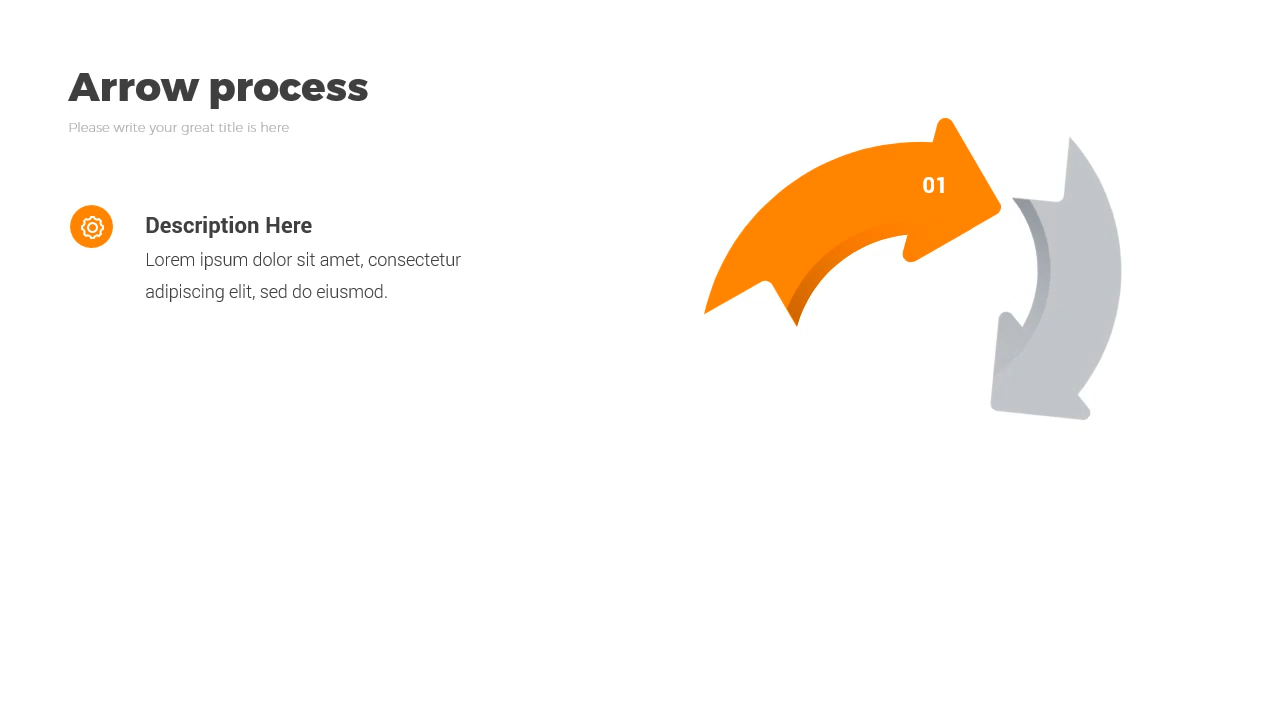 Arrow process
Please write your great title is here
Description Here
Lorem ipsum dolor sit amet, consectetur
adipiscing elit, sed do eiusmod.
01